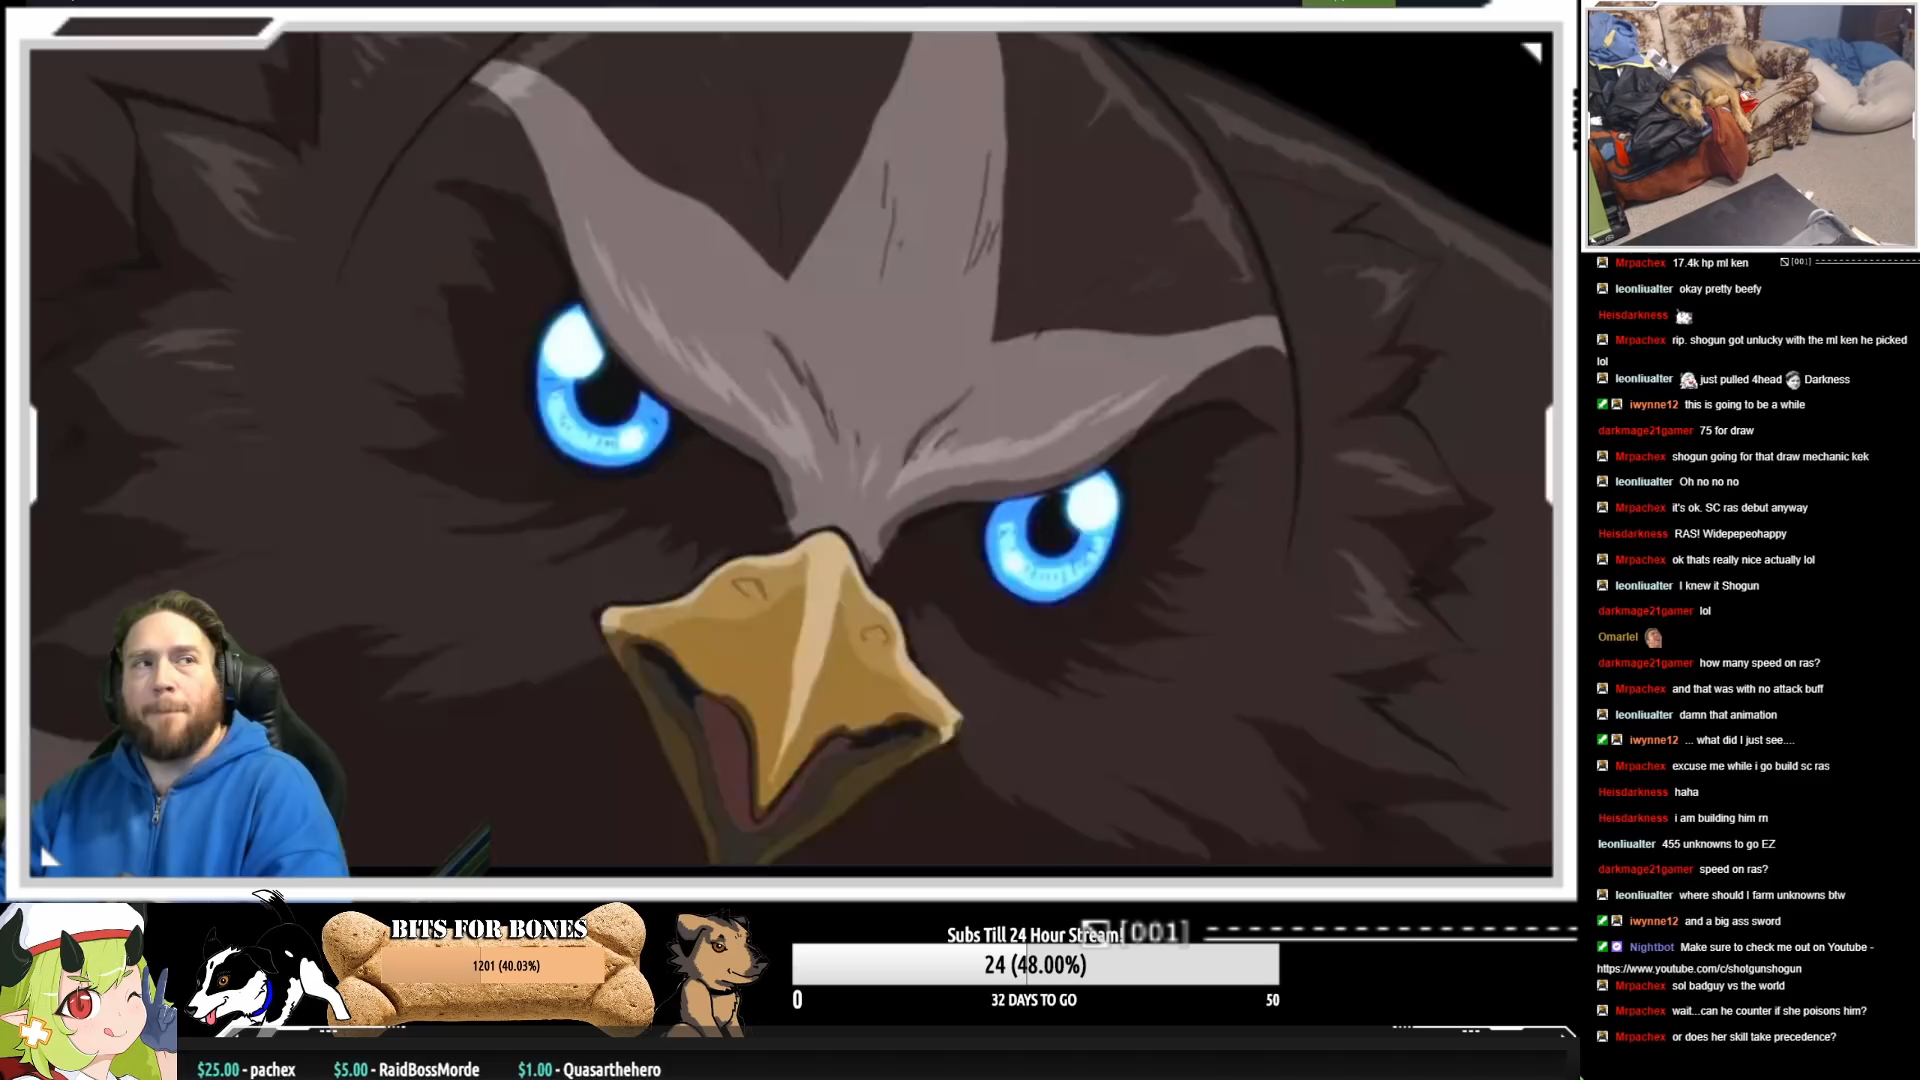 [001]
Mrpachex 17.4k hp ml ken
leonliualter okay pretty beefy
Heisdarkness
Mrpachex rip. shogun got unlucky with the ml ken he picked
lol
leonliualter just pulled 4head Darkness
iwynne12 this is going to be a while
darkmage21gamer 75 for draw
Mrpachex shogun going for that draw mechanic kek
leonliualter Oh no no no
Mrpachex it's ok. SC ras debut anyway
Heisdarkness RAS! Widepepeohappy
Mrpachex ok thats really nice actually lol
leonliualter I knew it Shogun
darkmage21gamer lol
Omarlel
darkmage21gamer how many speed on ras?
Mrpachex and that was with no attack buff
leonliualter damn that animation
iwynne12 ... what did I just see....
Mrpachex excuse me while i go build sc ras
Heisdarkness haha
Heisdarkness i am building him rn
leonliualter 455 unknowns to go EZ
darkmage21gamer speed on ras?
leonliualter where should I farm unknowns btw
iwynne12 and a big ass sword
Nightbot Make sure to check me out on Youtube -
https://www.youtube.com/c/shotgunshogun
Mrpachex sol badguy vs the world
Mrpachex wait...can he counter if she poisons him?
Mrpachex or does her skill take precedence?
BITS FOR BONES
1201 (40.03%)
Subs Till 24 Hour Stream!
[001]
24 (48.00%)
0 32 DAYS TO GO 50
$25.00 - pachex $5.00 - RaidBossMorde $1.00 - Quasarthehero